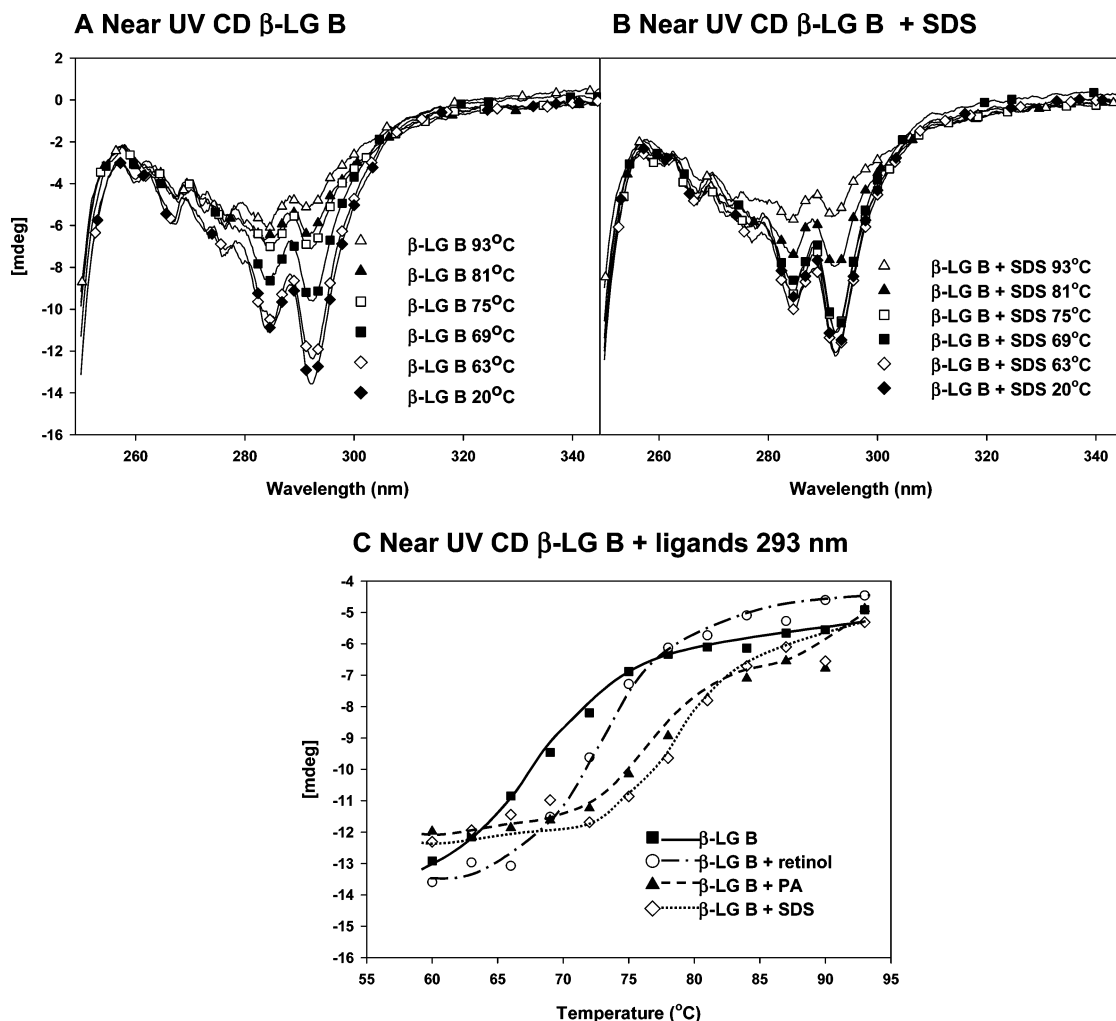 A Near UV CD β-LG B
B Near UV CD β-LG B + SDS
2
0
-2
-4
-6
-8
-10
-12
-14
-16
[mdeg]
β-LG B 93°C
β-LG B 81°C
β-LG B 75°C
β-LG B 69°C
β-LG B 63°C
β-LG B 20°C
β-LG B + SDS 93°C
β-LG B + SDS 81°C
β-LG B + SDS 75°C
β-LG B + SDS 69°C
β-LG B + SDS 63°C
β-LG B + SDS 20°C
260 280 300 320 340
260 280 300 320 340
Wavelength (nm)
Wavelength (nm)
C Near UV CD β-LG B + ligands 293 nm
-4
-5
-6
-7
-8
-9
-10
-11
-12
-13
-14
-15
-16
[mdeg]
β-LG B
β-LG B + retinol
β-LG B + PA
β-LG B + SDS
55 60 65 70 75 80 85 90 95
Temperature (°C)